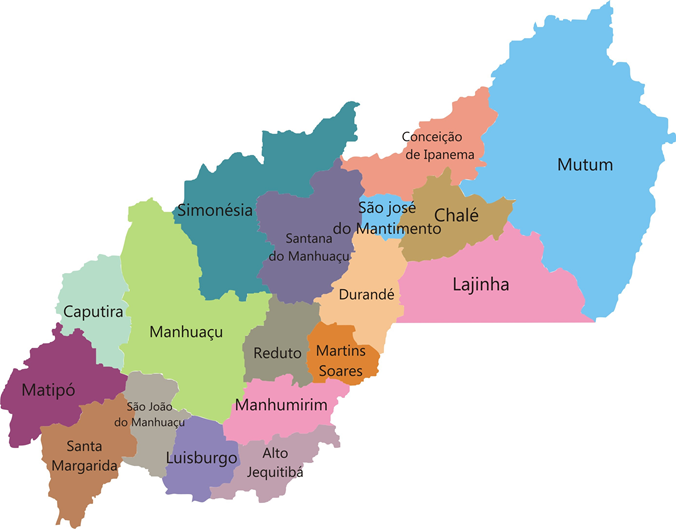 Conceição
de Ipanema
Mutum
Simonésia
São josé
do Mantimento
Chalé
Santana
do Manhuaçu
Lajinha
Durandé
Caputira
Manhuaçu
Reduto
Martins
Soares
Matipó
São João
do Manhuaçu
Manhumirim
Santa
Margarida
Luisburgo
Alto
Jequitibá